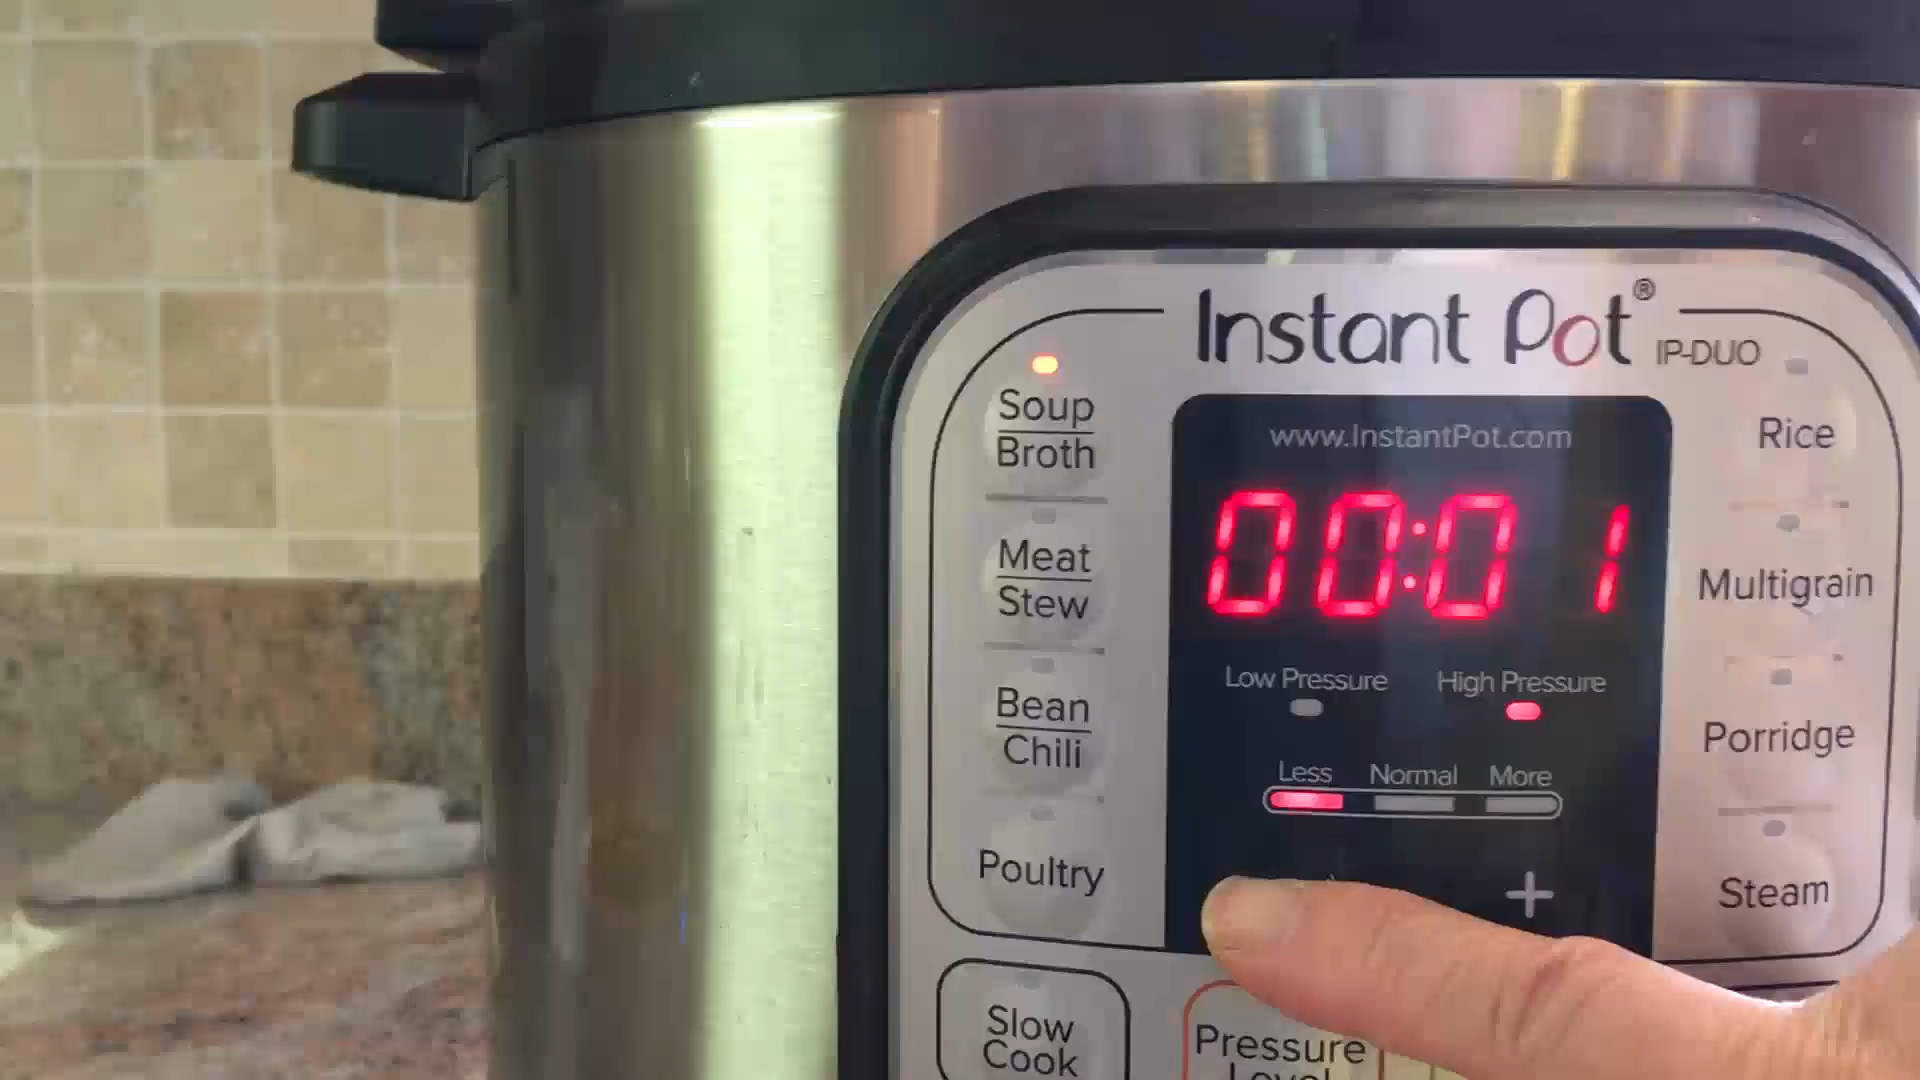 Instant Pot® IP-DUO
Soup
Broth
Meat
Stew
Bean
Chili
Poultry
www.InstantPot.com
00:01
Low Pressure
High Pressure
Less
Normal
More
+
Rice
Multigrain
Porridge
Steam
Slow
Cook
Pressure
Level